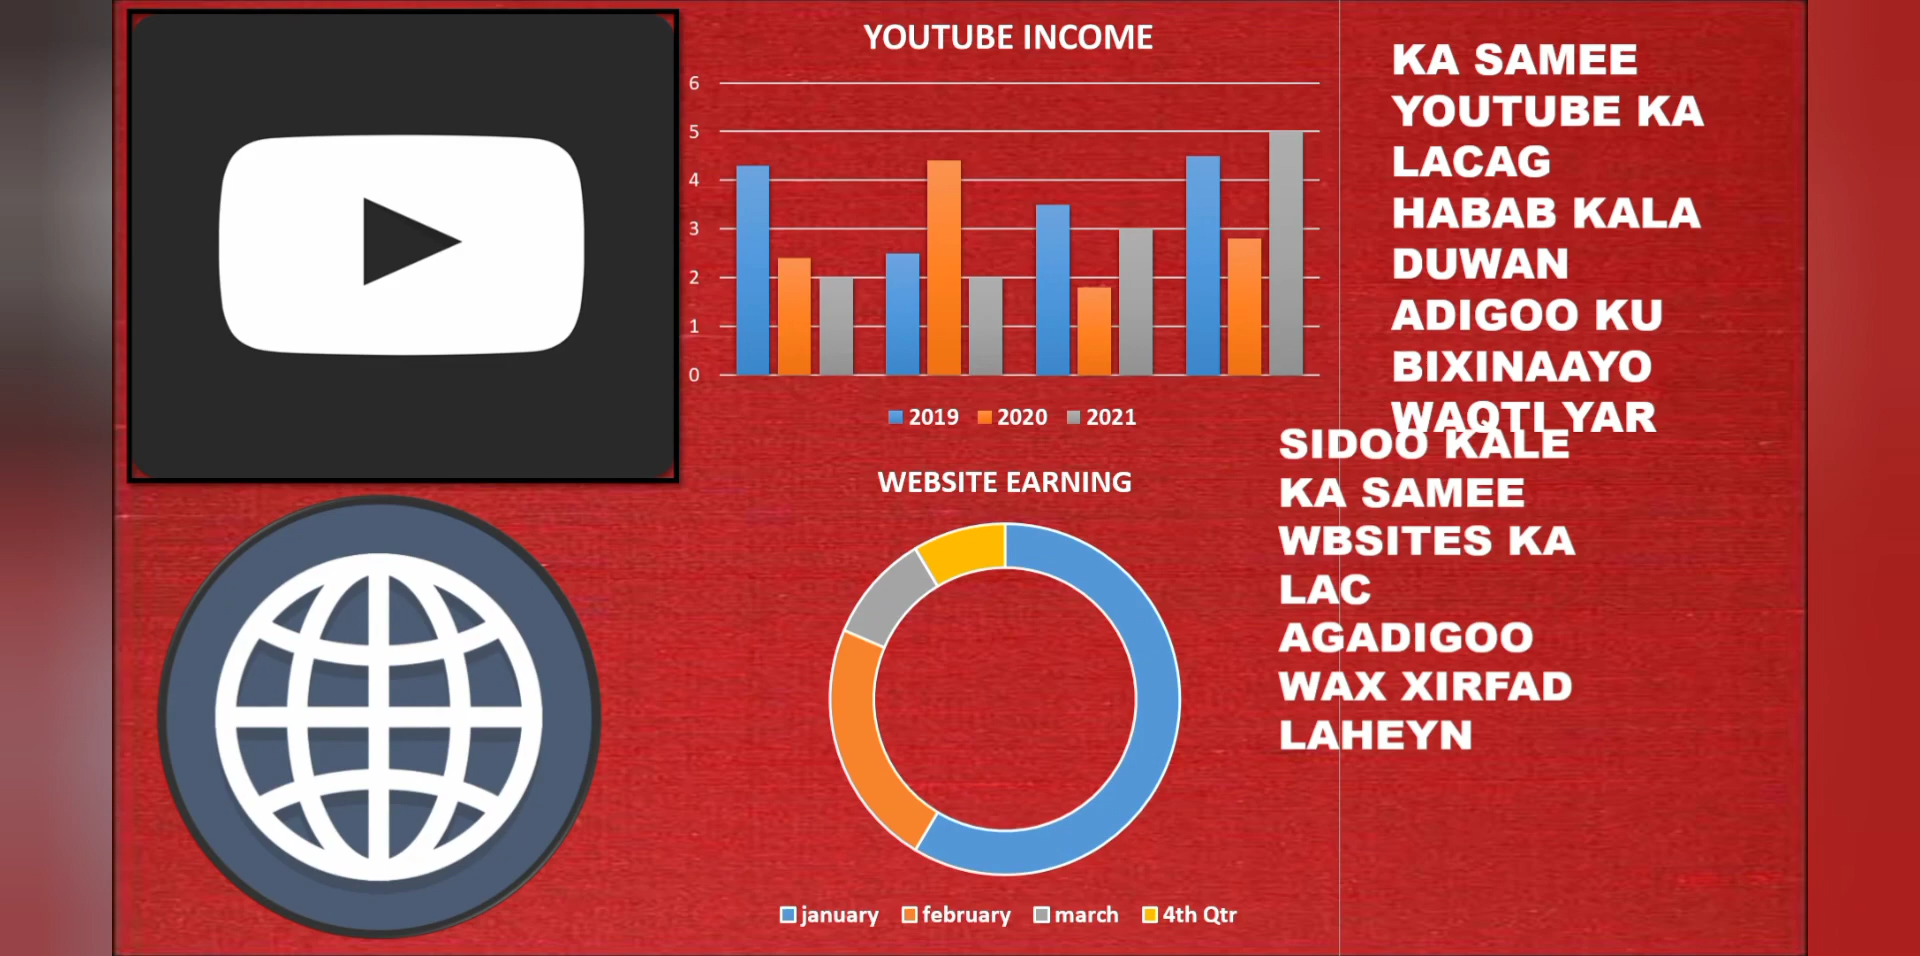 YOUTUBE INCOME
6
5
4
3
2
1
0
2019 2020 2021
KA SAMEE
YOUTUBE KA
LACAG
HABAB KALA
DUWAN
ADIGOO KU
BIXINAAYO
WAQTI YAR
SIDOO KALE
KA SAMEE
WBSITES KA
LAC
AGADIGOO
WAX XIRFAD
LAHEYN
WEBSITE EARNING
january february march 4th Qtr